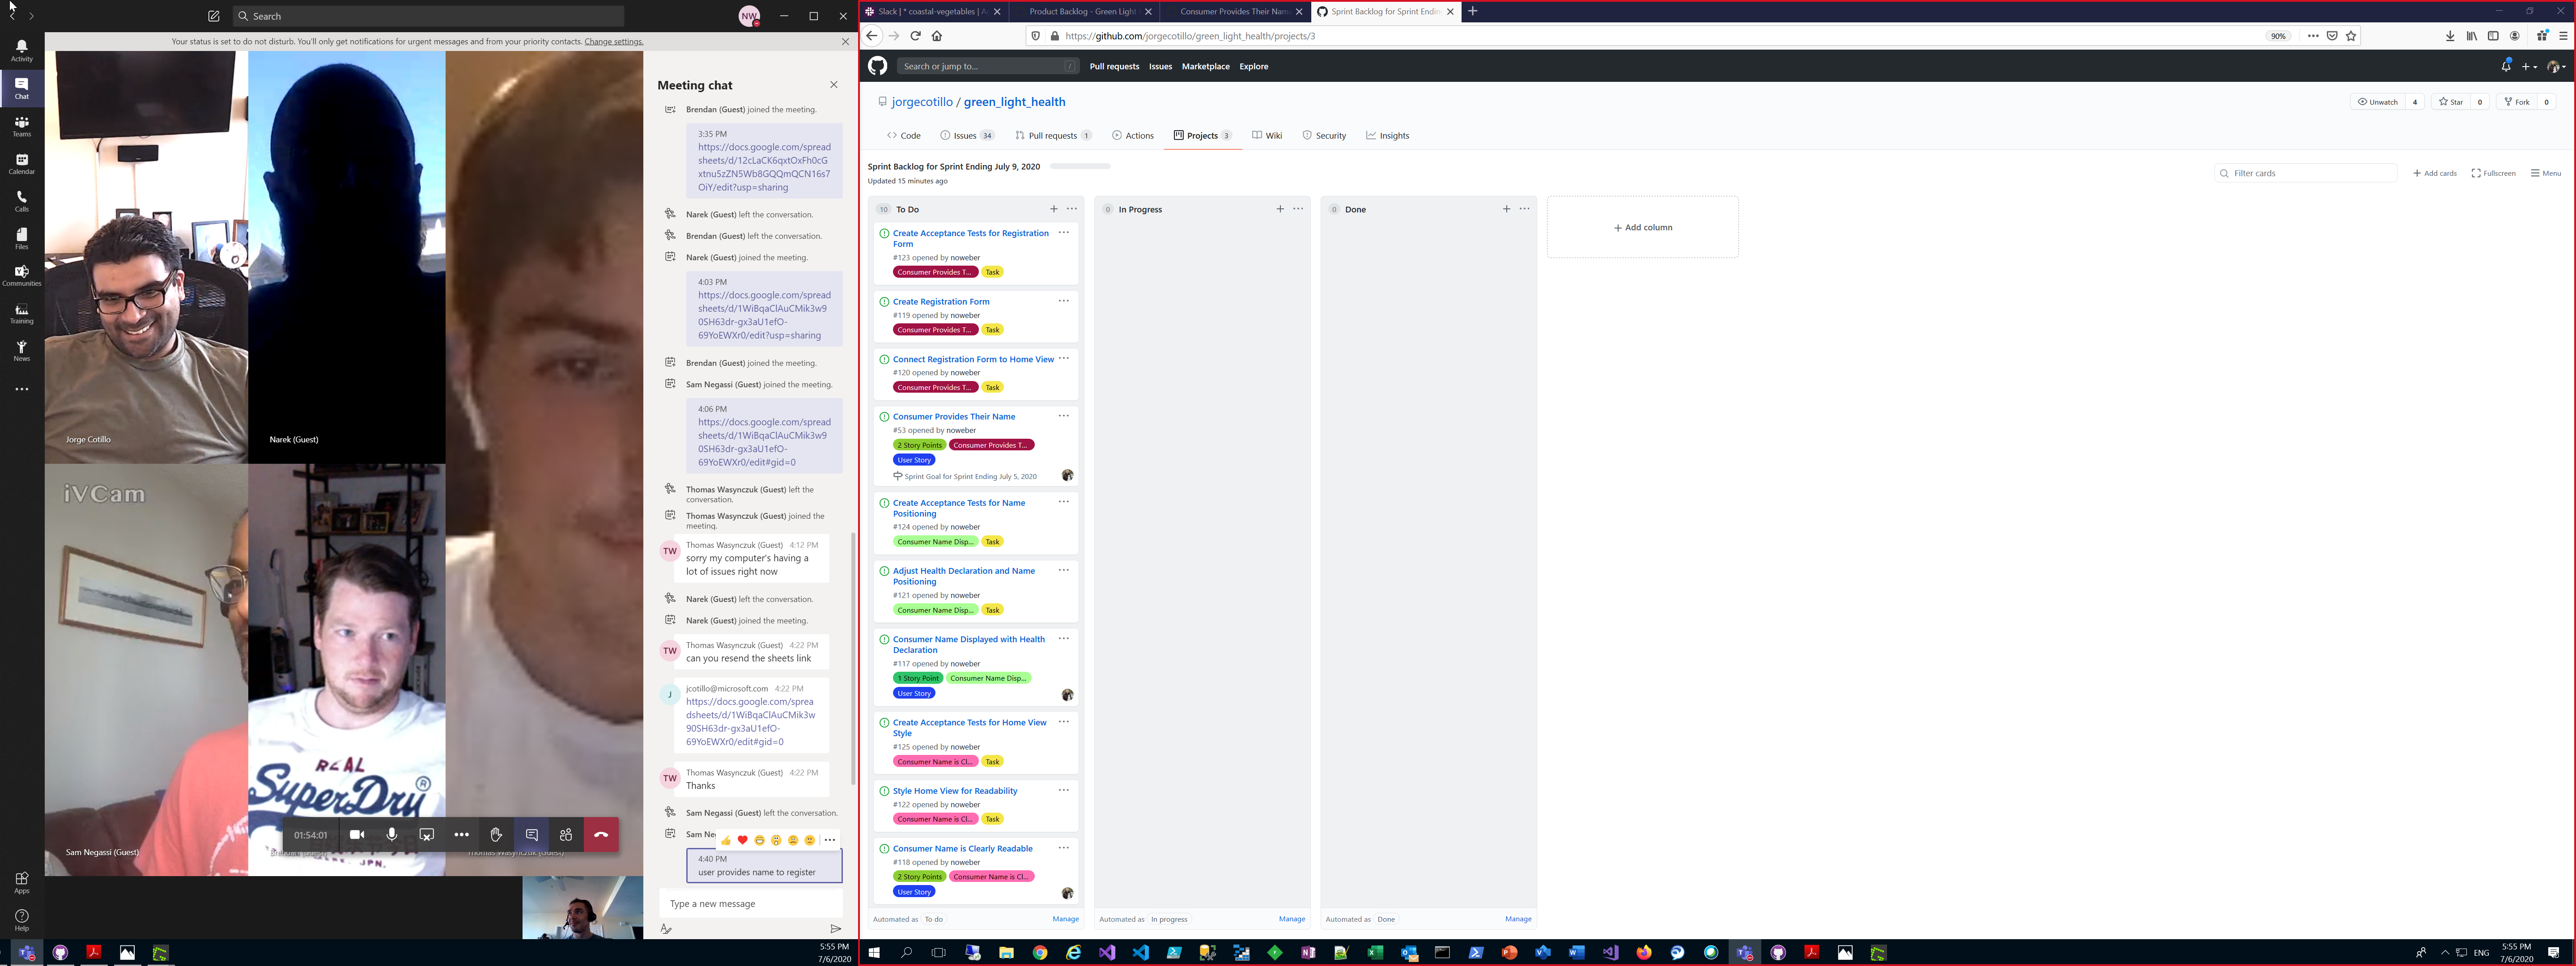 Search
NW
Your status is set to do not disturb. You'll only get notifications for urgent messages and from your priority contacts. Change settings.
Activity
Chat
Teams
Calendar
Calls
Files
Communities
Training
News
Apps
Help
Jorge Cotillo
Narek (Guest)
iVCam
Sam Negassi (Guest)
REAL
SuperDry®
JPN.
Thomas Wasynczuk (Guest)
01:54:01
Meeting chat
Brendan (Guest) joined the meeting.
3:35 PM
https://docs.google.com/spread
sheets/d/12cLaCK6qxtOxFh0cG
xtnu5zZN5Wb8GQQmQCN16s7
OiY/edit?usp=sharing
Narek (Guest) left the conversation.
Brendan (Guest) left the conversation.
Narek (Guest) joined the meeting.
4:03 PM
https://docs.google.com/spread
sheets/d/1WiBqaClAuCMik3w9
0SH63dr-gx3aU1efO-
69YoEWXr0/edit?usp=sharing
Brendan (Guest) joined the meeting.
Sam Negassi (Guest) joined the meeting.
4:06 PM
https://docs.google.com/spread
sheets/d/1WiBqaClAuCMik3w9
0SH63dr-gx3aU1efO-
69YoEWXr0/edit#gid=0
Thomas Wasynczuk (Guest) left the
conversation.
Thomas Wasynczuk (Guest) joined the
meeting.
TW
Thomas Wasynczuk (Guest) 4:12 PM
sorry my computer's having a
lot of issues right now
Narek (Guest) left the conversation.
Narek (Guest) joined the meeting.
TW
Thomas Wasynczuk (Guest) 4:22 PM
can you resend the sheets link
J
jcotillo@microsoft.com 4:22 PM
https://docs.google.com/sprea
dsheets/d/1WiBqaClAuCMik3w
90SH63dr-gx3aU1efO-
69YoEWXr0/edit#gid=0
TW
Thomas Wasynczuk (Guest) 4:22 PM
Thanks
Sam Negassi (Guest) left the conversation.
Sam Ne
4:40 PM
user provides name to register
Type a new message
5:55 PM
7/6/2020
Slack | * coastal-vegetables | A
Product Backlog - Green Light
Consumer Provides Their Nam
Sprint Backlog for Sprint Ending
https://github.com/jorgecotillo/green_light_health/projects/3
90%
Search or jump to...
/
Pull requests Issues Marketplace Explore
jorgecotillo / green_light_health
Unwatch 4 Star 0 Fork 0
Code Issues 34 Pull requests 1 Actions Projects 3 Wiki Security Insights
Sprint Backlog for Sprint Ending July 9, 2020
Updated 15 minutes ago
Filter cards
Add cards Fullscreen Menu
10 To Do
Create Acceptance Tests for Registration
Form
#123 opened by noweber
Consumer Provides T... Task
Create Registration Form
#119 opened by noweber
Consumer Provides T... Task
Connect Registration Form to Home View
#120 opened by noweber
Consumer Provides T... Task
Consumer Provides Their Name
#53 opened by noweber
2 Story Points Consumer Provides T...
User Story
Sprint Goal for Sprint Ending July 5, 2020
Create Acceptance Tests for Name
Positioning
#124 opened by noweber
Consumer Name Disp... Task
Adjust Health Declaration and Name
Positioning
#121 opened by noweber
Consumer Name Disp... Task
Consumer Name Displayed with Health
Declaration
#117 opened by noweber
1 Story Point Consumer Name Disp...
User Story
Create Acceptance Tests for Home View
Style
#125 opened by noweber
Consumer Name is Cl... Task
Style Home View for Readability
#122 opened by noweber
Consumer Name is Cl... Task
Consumer Name is Clearly Readable
#118 opened by noweber
2 Story Points Consumer Name is Cl...
User Story
Automated as To do Manage
0 In Progress
Automated as In progress Manage
0 Done
Automated as Done Manage
Add column
ENG
5:55 PM
7/6/2020